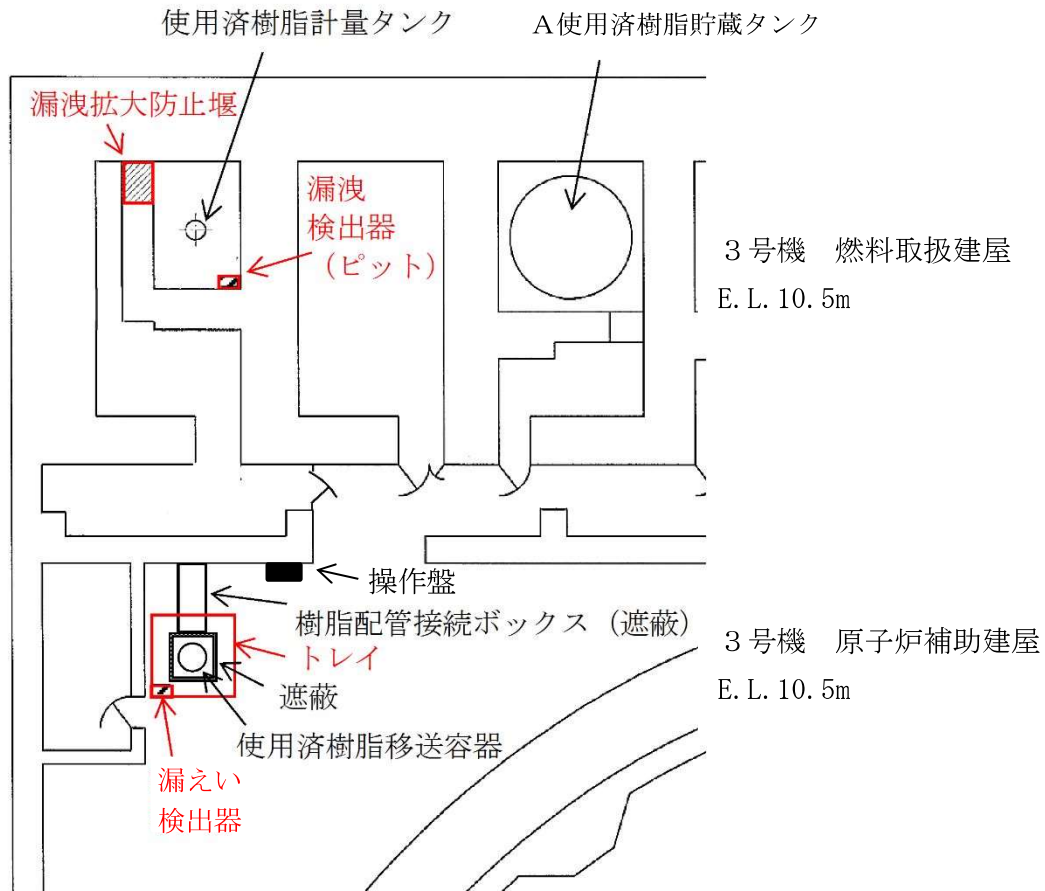 使用済樹脂計量タンク
A使用済樹脂貯蔵タンク
漏洩拡大防止堰
漏洩
検出器
（ピット）
３号機　燃料取扱建屋
E.L.10.5m
操作盤
樹脂配管接続ボックス（遮蔽）
トレイ
遮蔽
使用済樹脂移送容器
漏えい
検出器
３号機　原子炉補助建屋
E.L.10.5m